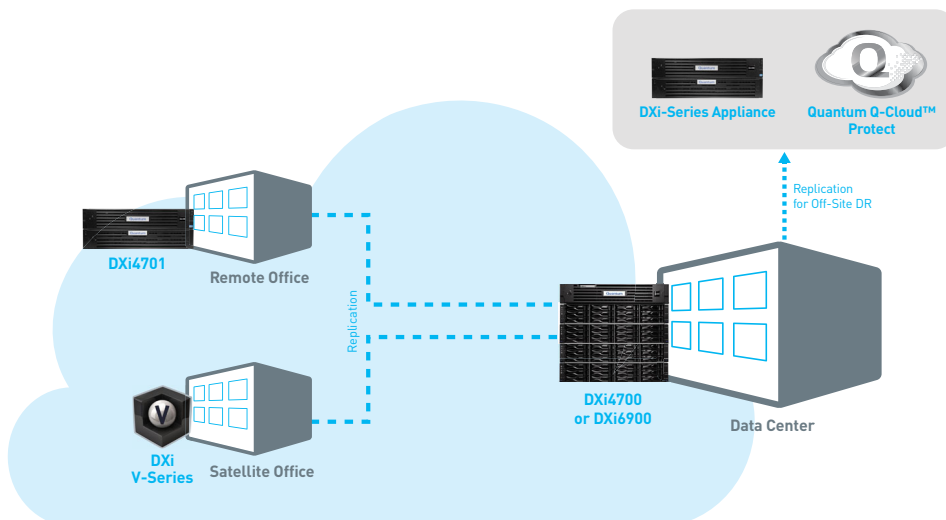 DXi-Series Appliance
Quantum Q-Cloud™
Protect
Replication
for Off-Site DR
DXi4701
Remote Office
Replication
Quantum
DXi4700
or DXi6900
Data Center
V
DXi
V-Series
Satellite Office
Q